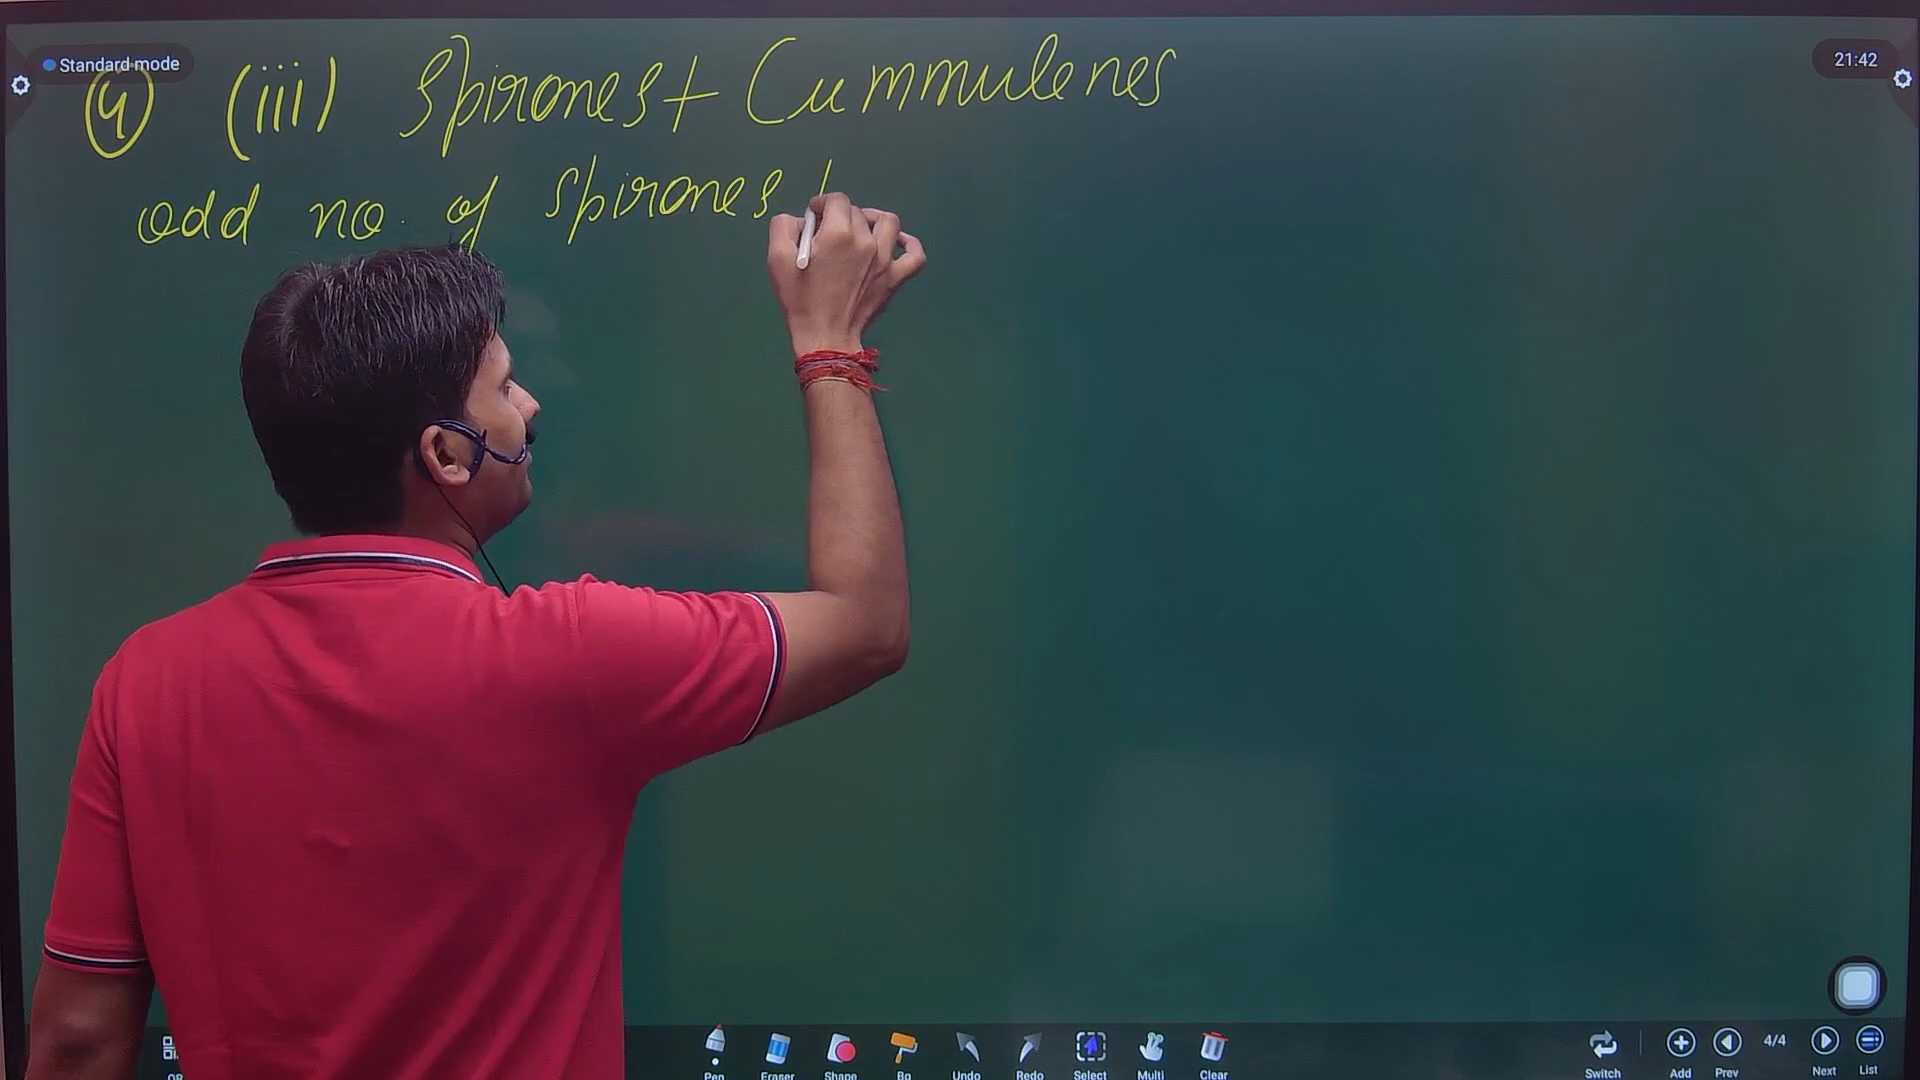 Standard mode
21:42
(4) (iii) Spirones + Cummulenes
odd no. of spirones
Pen Eraser Shape Bg Undo Redo Select Multi Clear Switch Add Prev 4/4 Next List